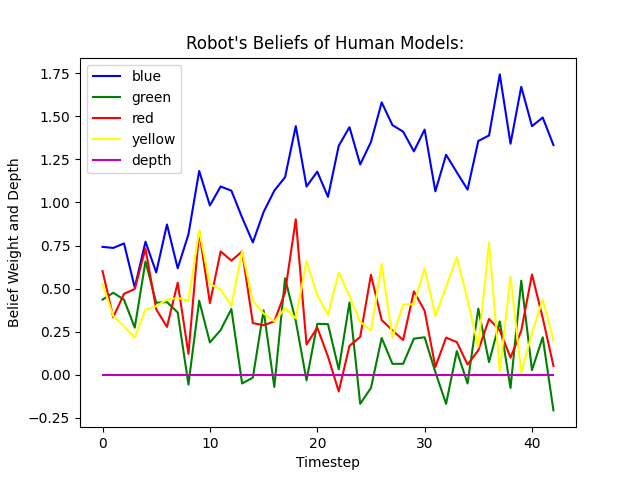 Robot's Beliefs of Human Models:
blue
green
red
yellow
depth
Belief Weight and Depth
1.75
1.50
1.25
1.00
0.75
0.50
0.25
0.00
−0.25
0 10 20 30 40
Timestep